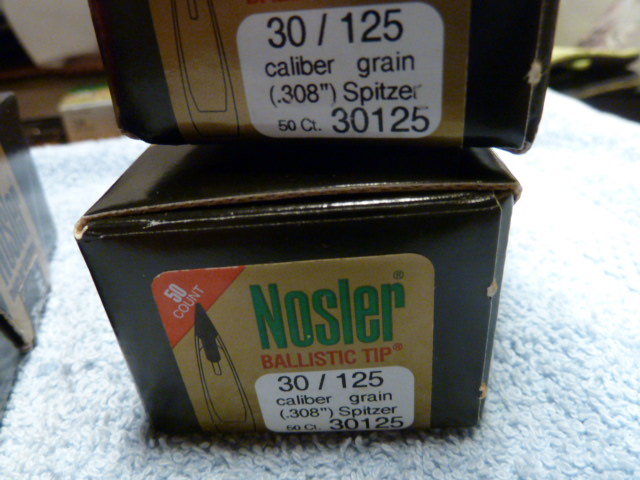 30 / 125
caliber grain
(.308") Spitzer
50 Ct. 30125
50
COUNT
Nosler®
BALLISTIC TIP®
30 / 125
caliber grain
(.308") Spitzer
50 Ct. 30125
Nosler